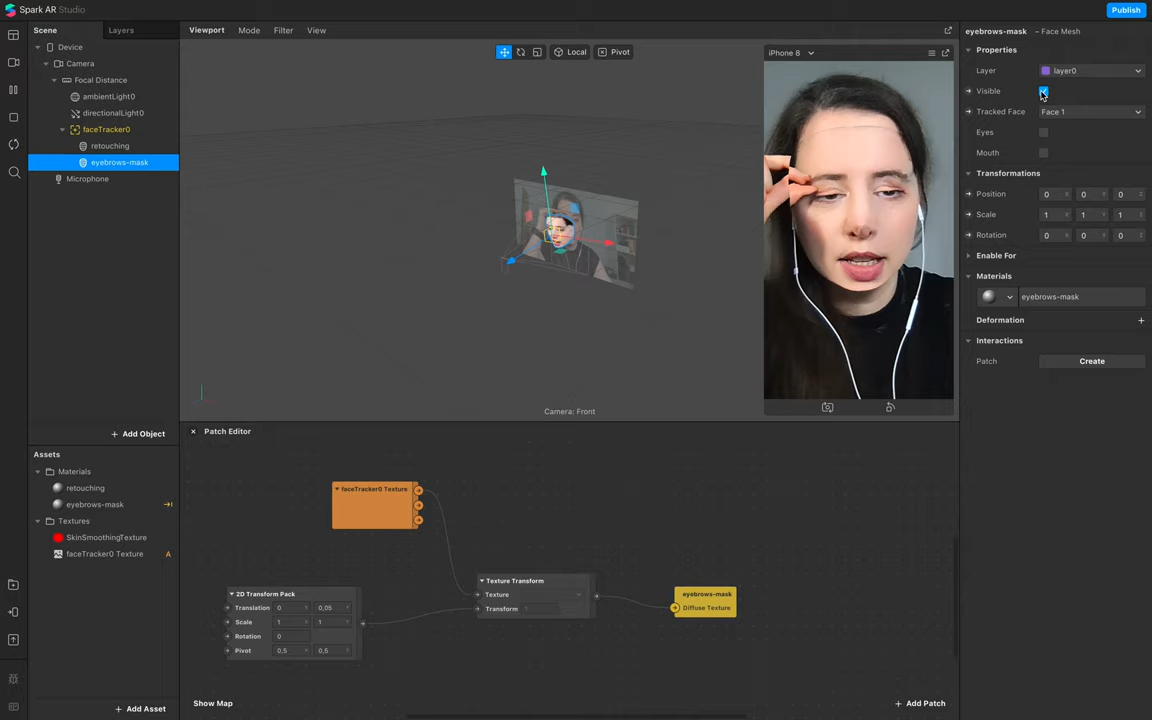 Spark AR Studio
Publish
Scene
Layers
Device
Camera
Focal Distance
ambientLight0
directionalLight0
faceTracker0
retouching
eyebrows-mask
Microphone
Add Object
Viewport
Mode
Filter
View
Local
Pivot
iPhone 8
Camera: Front
Assets
Materials
retouching
eyebrows-mask
Textures
SkinSmoothingTexture
faceTracker0 Texture
A
Add Asset
Patch Editor
faceTracker0 Texture
2D Transform Pack
Translation 0 0,05
Scale 1 1
Rotation 0
Pivot 0,5 0,5
Texture Transform
Texture
Transform 1
eyebrows-mask
Diffuse Texture
Show Map
Add Patch
eyebrows-mask – Face Mesh
Properties
Layer layer0
Visible
Tracked Face Face 1
Eyes
Mouth
Transformations
Position 0 0 0
Scale 1 1 1
Rotation 0 0 0
Enable For
Materials
eyebrows-mask
Deformation
Interactions
Patch Create